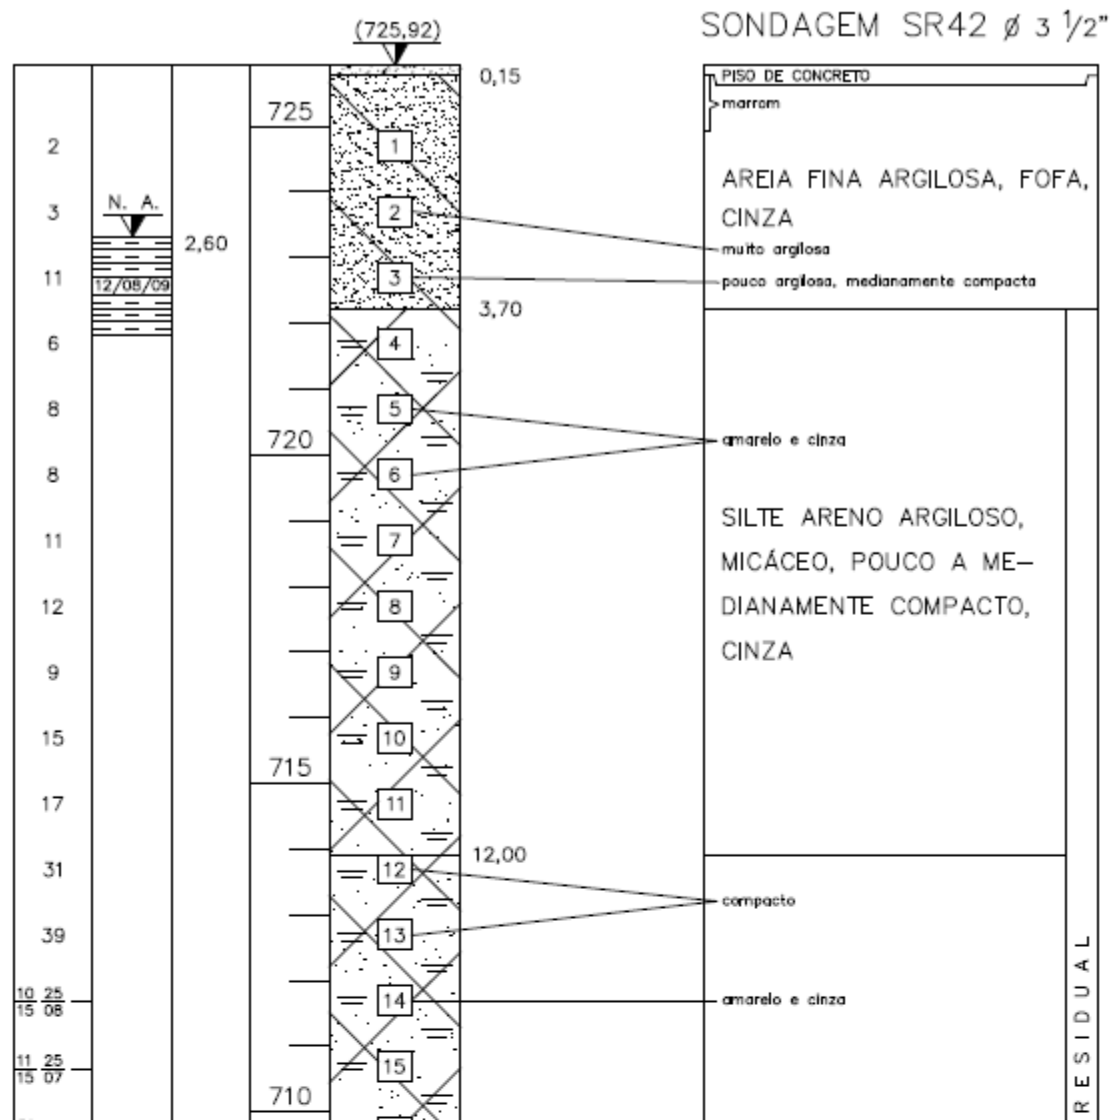 SONDAGEM SR42 ø 3 1/2"
(725,92)
0,15
PISO DE CONCRETO
marrom
725
1
2
AREIA FINA ARGILOSA, FOFA,
CINZA
N. A.
2
3
2,60
muito argilosa
12/08/09
3
11
pouco argilosa, medianamente compacta
3,70
4
6
5
8
amarelo e cinza
720
6
8
SILTE ARENO ARGILOSO,
MICÁCEO, POUCO A ME–
DIANAMENTE COMPACTO,
CINZA
7
11
8
12
9
9
10
15
715
11
17
12,00
12
31
compacto
13
39
10 25
15 08
14
amarelo e cinza
11 25
15 07
15
710
RESIDUAL